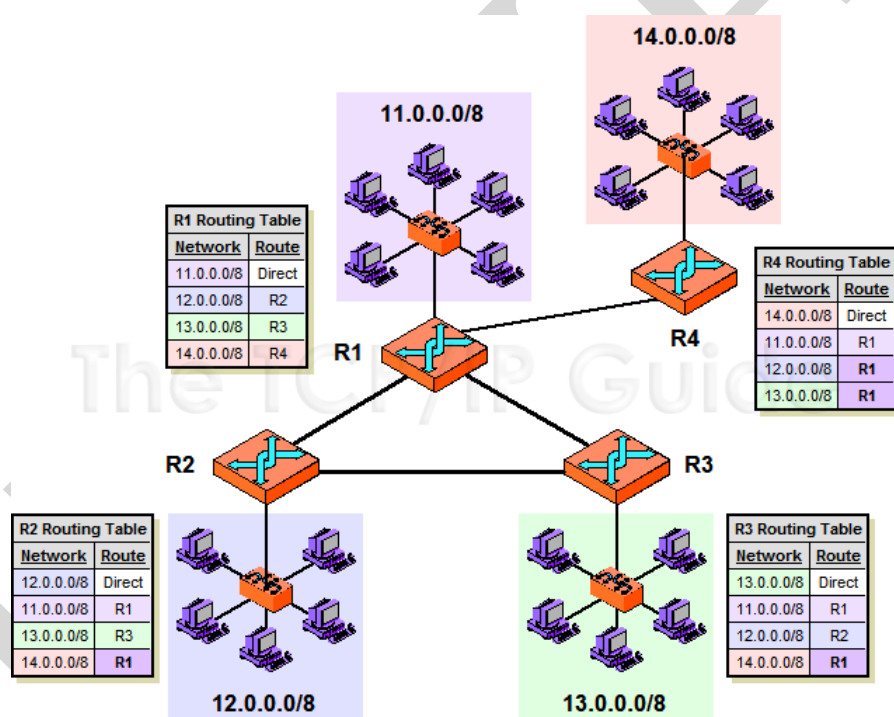 14.0.0.0/8
11.0.0.0/8
R1 Routing Table
Network Route
11.0.0.0/8 Direct
12.0.0.0/8 R2
13.0.0.0/8 R3
14.0.0.0/8 R4
R4 Routing Table
Network Route
14.0.0.0/8 Direct
11.0.0.0/8 R1
12.0.0.0/8 R1
13.0.0.0/8 R1
R4
R1
The TCP/IP Guide
R2
R3
R2 Routing Table
Network Route
12.0.0.0/8 Direct
11.0.0.0/8 R1
13.0.0.0/8 R3
14.0.0.0/8 R1
R3 Routing Table
Network Route
13.0.0.0/8 Direct
11.0.0.0/8 R1
12.0.0.0/8 R2
14.0.0.0/8 R1
12.0.0.0/8
13.0.0.0/8